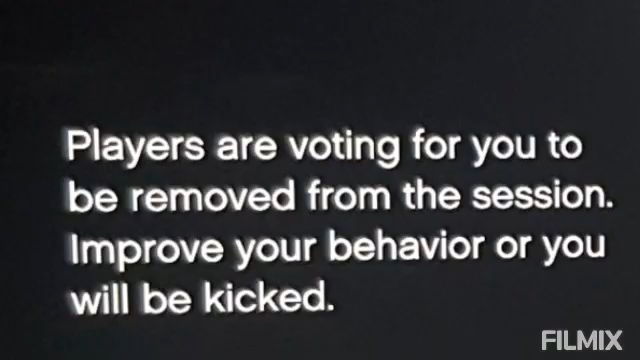 Players are voting for you to
be removed from the session.
Improve your behavior or you
will be kicked.
FILMIX